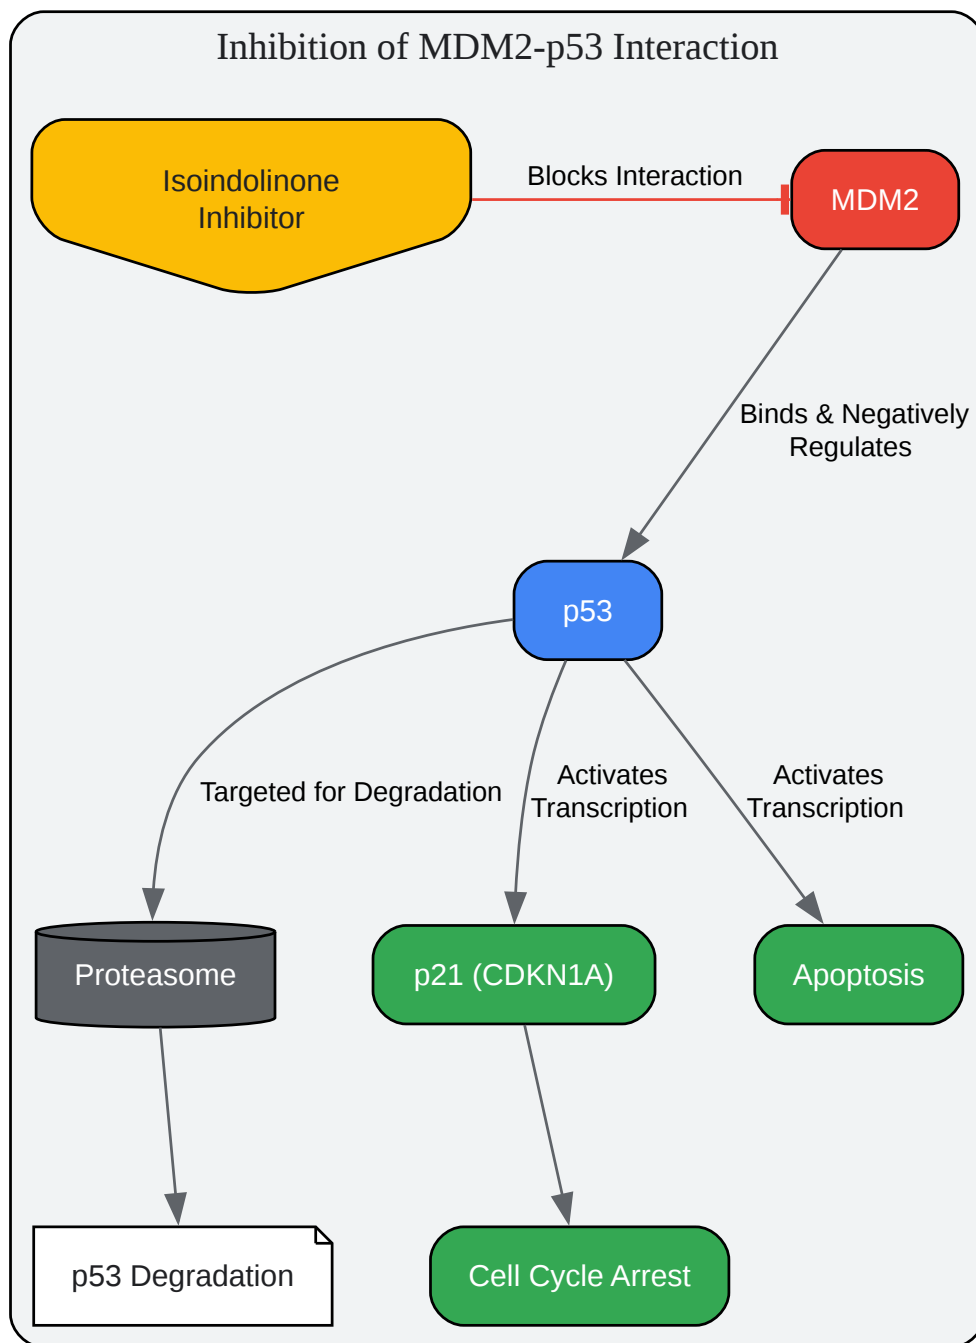 Inhibition of MDM2-p53 Interaction
Isoindolinone
Inhibitor
Blocks Interaction
MDM2
Binds & Negatively
Regulates
p53
Targeted for Degradation
Activates
Transcription
Activates
Transcription
Proteasome
p21 (CDKN1A)
Apoptosis
p53 Degradation
Cell Cycle Arrest